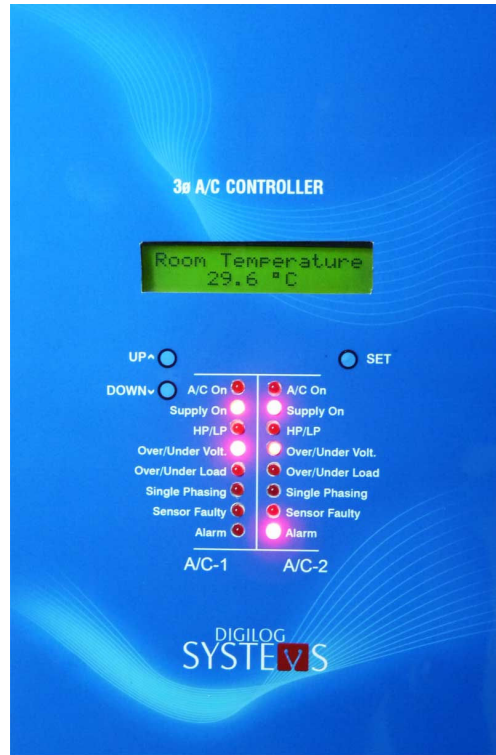 3ø A/C CONTROLLER
Room Temperature
29.6 °C
UP^
SET
DOWN⌄
A/C On
A/C On
Supply On
Supply On
HP/LP
HP/LP
Over/Under Volt.
Over/Under Volt.
Over/Under Load
Over/Under Load
Single Phasing
Single Phasing
Sensor Faulty
Sensor Faulty
Alarm
Alarm
A/C-1
A/C-2
DIGILOG
SYSTEMS